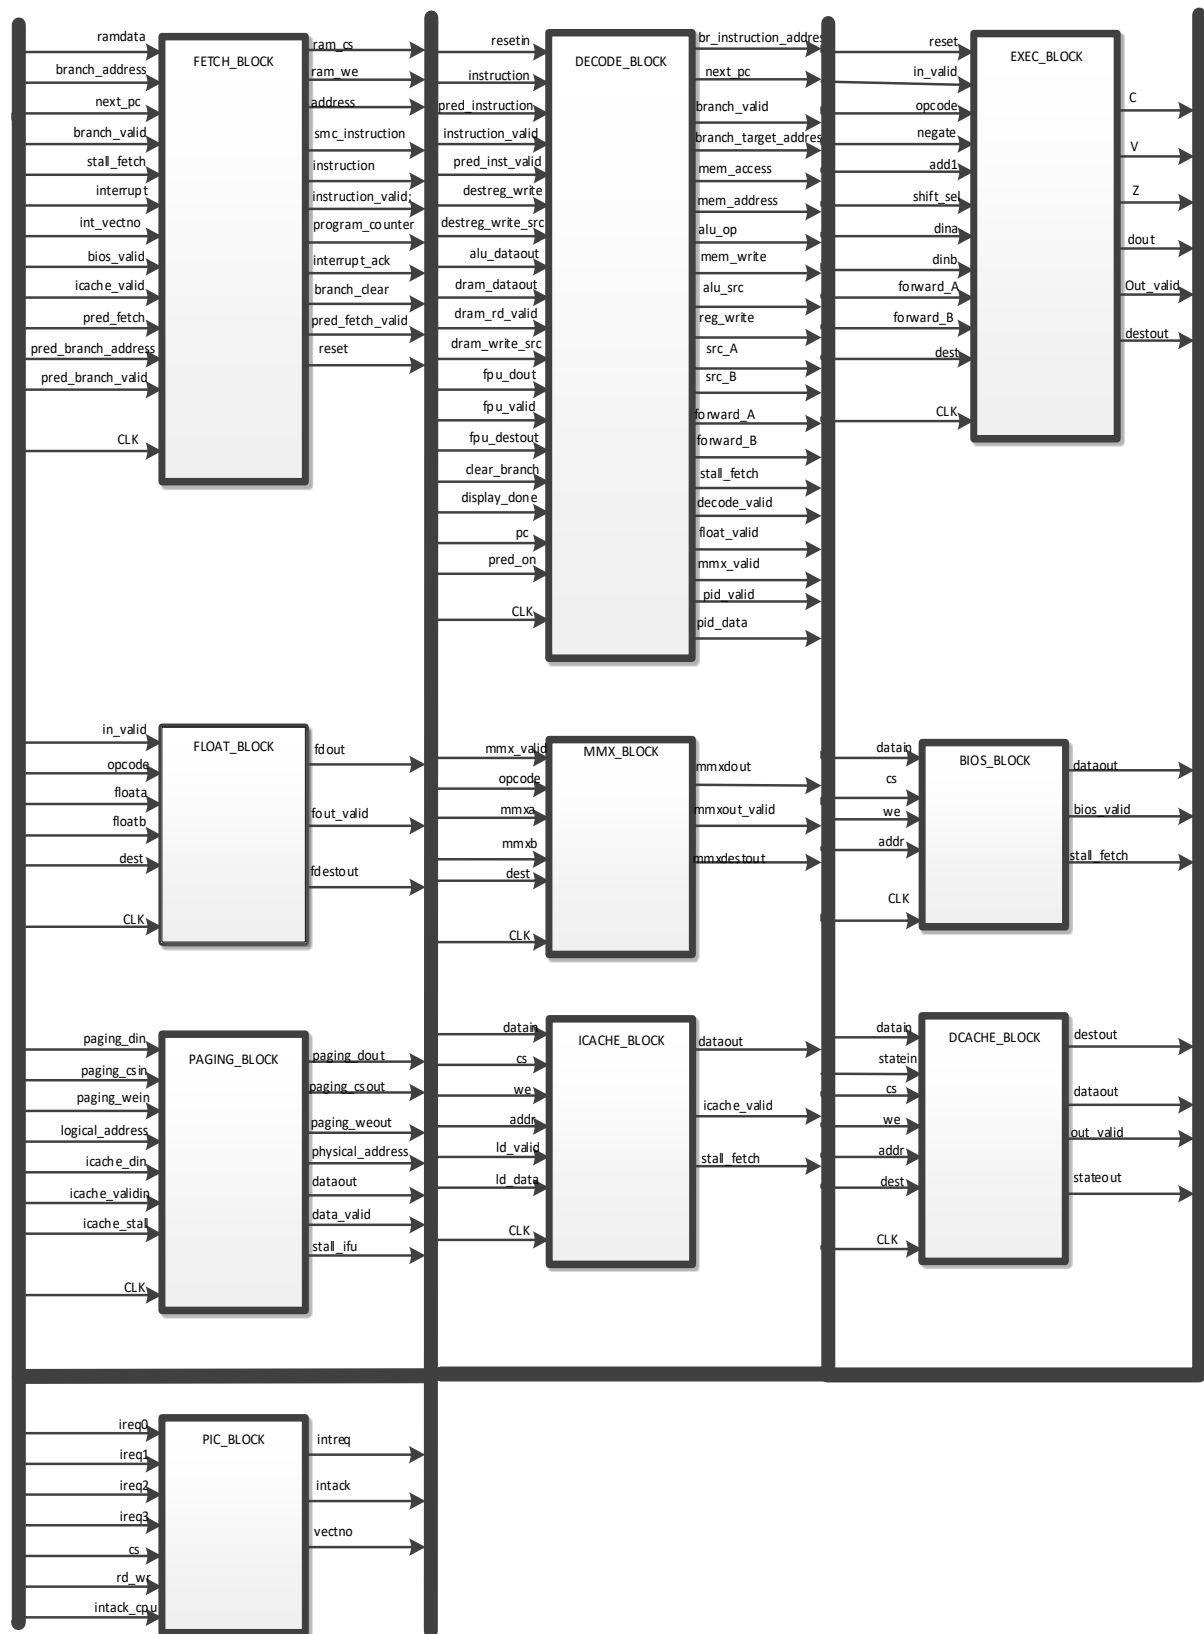 FETCH_BLOCK
ramdata
branch_address
next_pc
branch_valid
stall_fetch
interrupt
int_vectno
bios_valid
icache_valid
pred_fetch
pred_branch_address
pred_branch_valid
CLK
ram_cs
ram_we
address
smc_instruction
instruction
instruction_valid;
program_counter
interrupt_ack
branch_clear
pred_fetch_valid
reset
DECODE_BLOCK
resetin
instruction
pred_instruction
instruction_valid
pred_inst_valid
destreg_write
destreg_write_src
alu_dataout
dram_dataout
dram_rd_valid
dram_write_src
fpu_dout
fpu_valid
fpu_destout
clear_branch
display_done
pc
pred_on
CLK
br_instruction_addre
next_pc
branch_valid
branch_target_addres
mem_access
mem_address
alu_op
mem_write
alu_src
reg_write
src_A
src_B
forward_A
forward_B
stall_fetch
decode_valid
float_valid
mmx_valid
pid_valid
pid_data
EXEC_BLOCK
reset
in_valid
opcode
negate
add1
shift_sel
dina
dinb
forward_A
forward_B
dest
CLK
C
V
Z
dout
Out_valid
destout
FLOAT_BLOCK
in_valid
opcode
floata
floatb
dest
CLK
fdout
fout_valid
fdestout
MMX_BLOCK
mmx_valid
opcode
mmxa
mmxb
dest
CLK
mmxdout
mmxout_valid
mmxdestout
BIOS_BLOCK
datain
cs
we
addr
CLK
dataout
bios_valid
stall_fetch
PAGING_BLOCK
paging_din
paging_csin
paging_wein
logical_address
icache_din
icache_validin
icache_stall
CLK
paging_dout
paging_csout
paging_weout
physical_address
dataout
data_valid
stall_ifu
ICACHE_BLOCK
datain
cs
we
addr
ld_valid
ld_data
CLK
dataout
icache_valid
stall_fetch
DCACHE_BLOCK
datain
statein
cs
we
addr
dest
CLK
destout
dataout
out_valid
stateout
PIC_BLOCK
ireq0
ireq1
ireq2
ireq3
cs
rd_wr
intack_cpu
intreq
intack
vectno